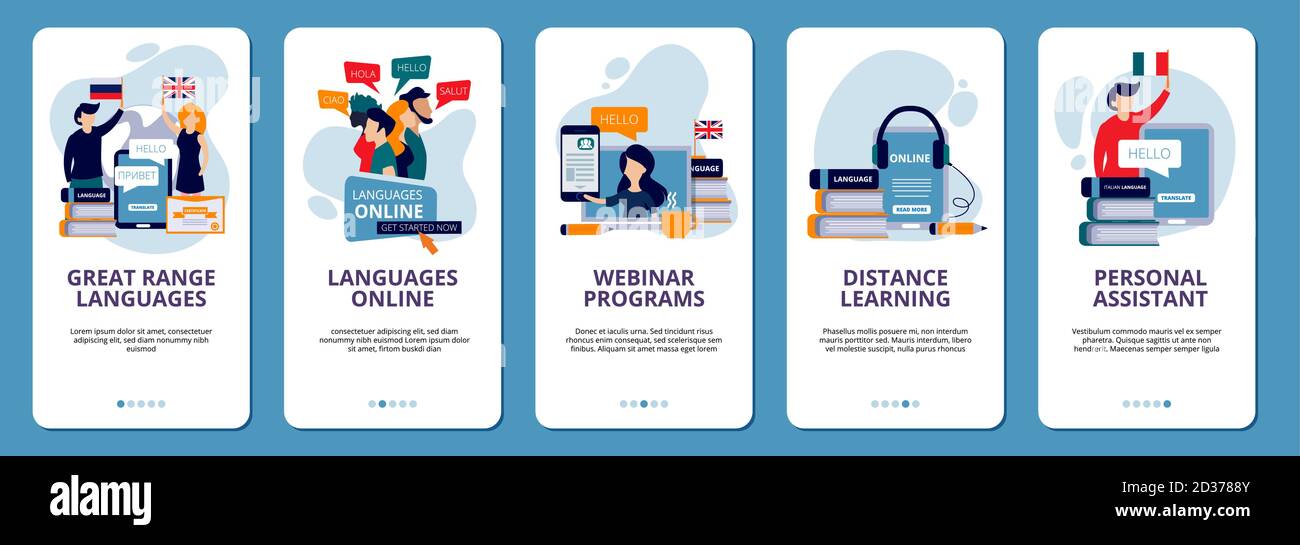 HELLO
ПРИВЕТ
LANGUAGE
TRANSLATE
CERTIFICATE
GREAT RANGE
LANGUAGES
Lorem ipsum dolor sit amet, consectetuer
adipiscing elit, sed diam nonummy nibh
euismod
HOLA
HELLO
CIAO
SALUT
LANGUAGES
ONLINE
GET STARTED NOW
LANGUAGES
ONLINE
consectetuer adipiscing elit, sed diam
nonummy nibh euismod Lorem ipsum dolor
sit amet, firtom buskdi dian
HELLO
NGUAGE
WEBINAR
PROGRAMS
Donec et iaculis urna. Sed tincidunt risus
rhoncus enim consequat, sed scelerisque sem
finibus. Aliquam sit amet massa eget lorem
ONLINE
LANGUAGE
READ MORE
DISTANCE
LEARNING
Phasellus mollis posuere mi, non interdum
mauris porttitor sed. Mauris interdum, libero
vel molestie suscipit, nulla purus rhoncus
HELLO
ITALIAN LANGUAGE
TRANSLATE
PERSONAL
ASSISTANT
Vestibulum commodo mauris vel ex semper
pharetra. Quisque sagittis ut ante non
hendrerit. Maecenas semper semper ligula
alamy
Image ID: 2D3788Y
www.alamy.com